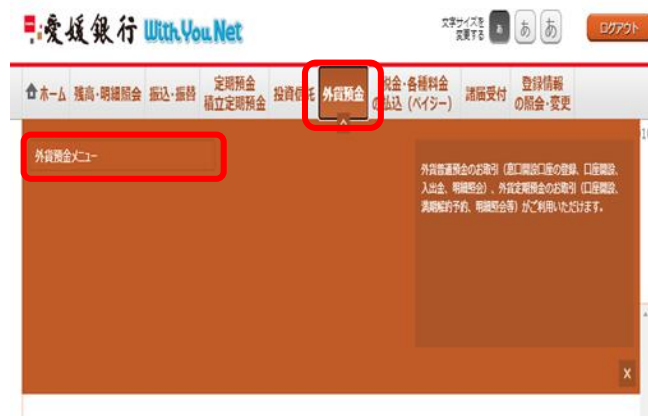 愛媛銀行 With.You.Net
文字サイズを
変更する
あ あ あ
ログアウト
ホーム
残高・明細照会
振込・振替
定期預金
積立定期預金
投資信託
外貨預金
税金・各種料金
の払込（ペイジー）
諸届受付
登録情報
の照会・変更
外貨預金メニュー
外貨普通預金のお取引（窓口開設口座の登録、口座開設、
入出金、明細照会）、外貨定期預金のお取引（口座開設、
満期解約予約、明細照会等）がご利用いただけます。
X